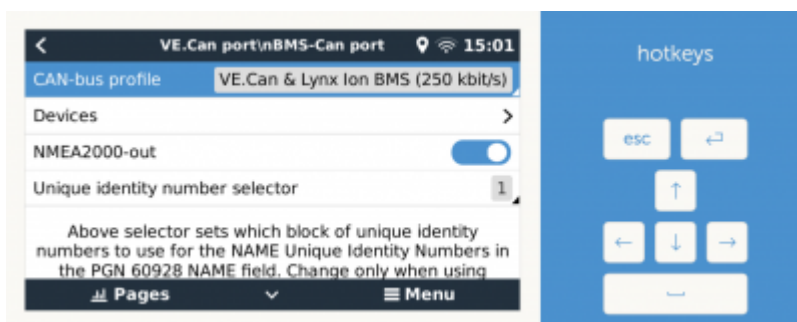 VE.Can port\nBMS-Can port 15:01
CAN-bus profile VE.Can & Lynx Ion BMS (250 kbit/s)
Devices
NMEA2000-out
Unique identity number selector 1
Above selector sets which block of unique identity
numbers to use for the NAME Unique Identity Numbers in
the PGN 60928 NAME field. Change only when using
Pages Menu
hotkeys
esc